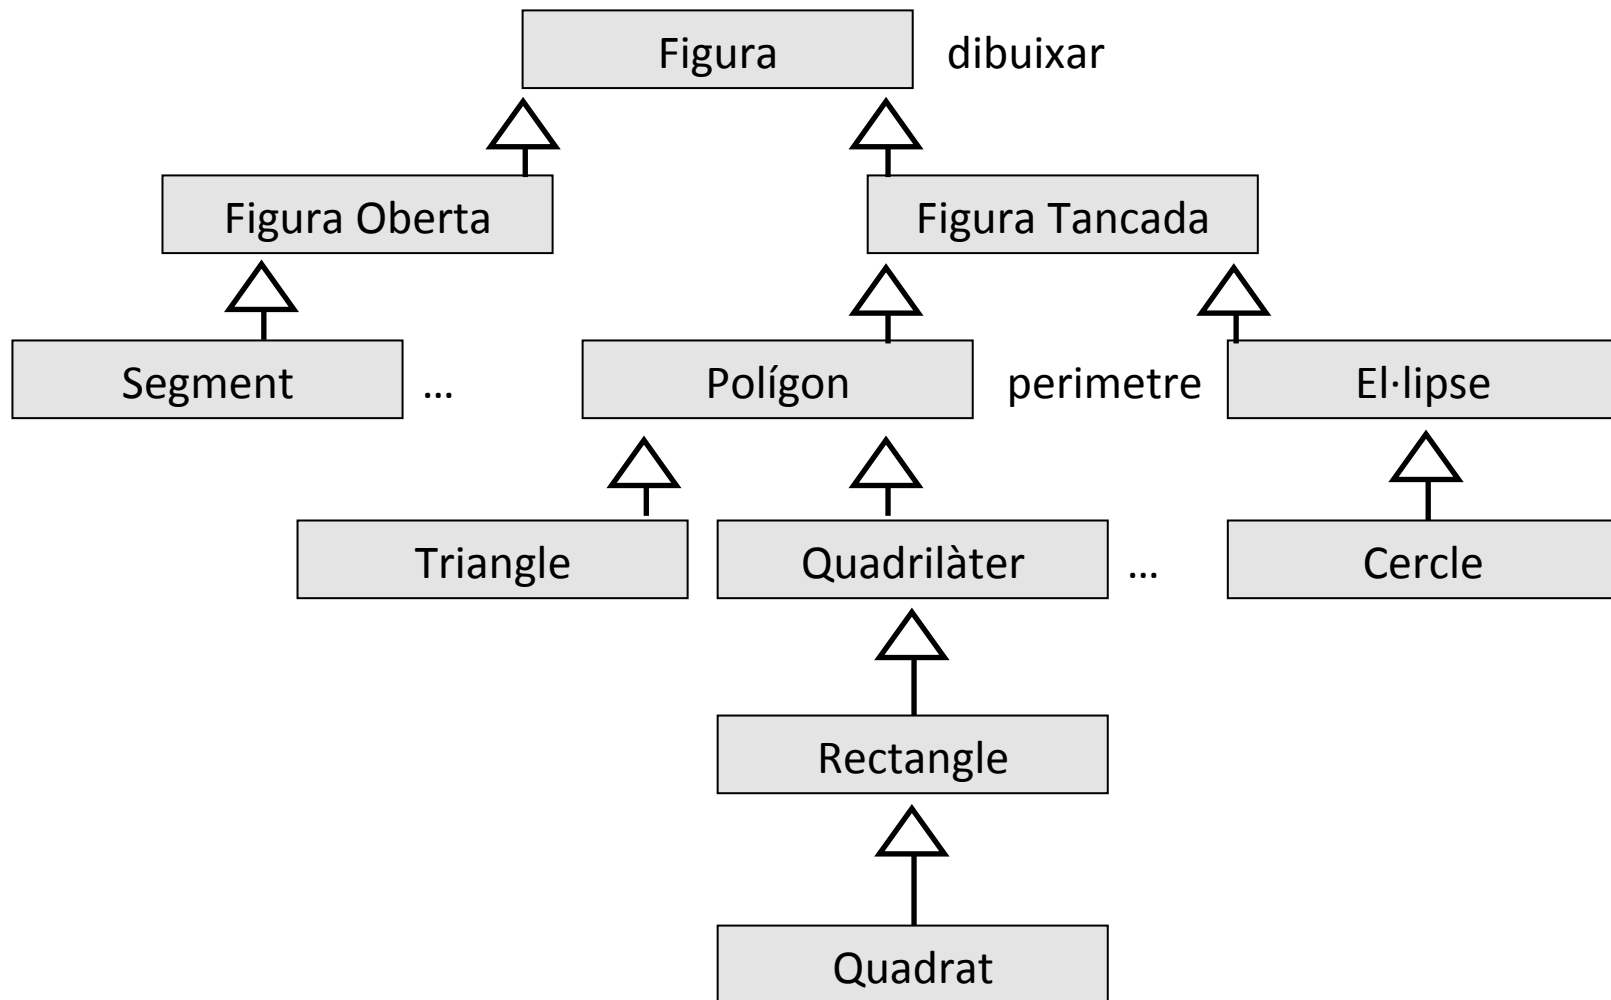 Figura dibuixar
Figura Oberta Figura Tancada
Segment ... Polígon perimetre El·lipse
Triangle Quadrilàter ... Cercle
Rectangle
Quadrat